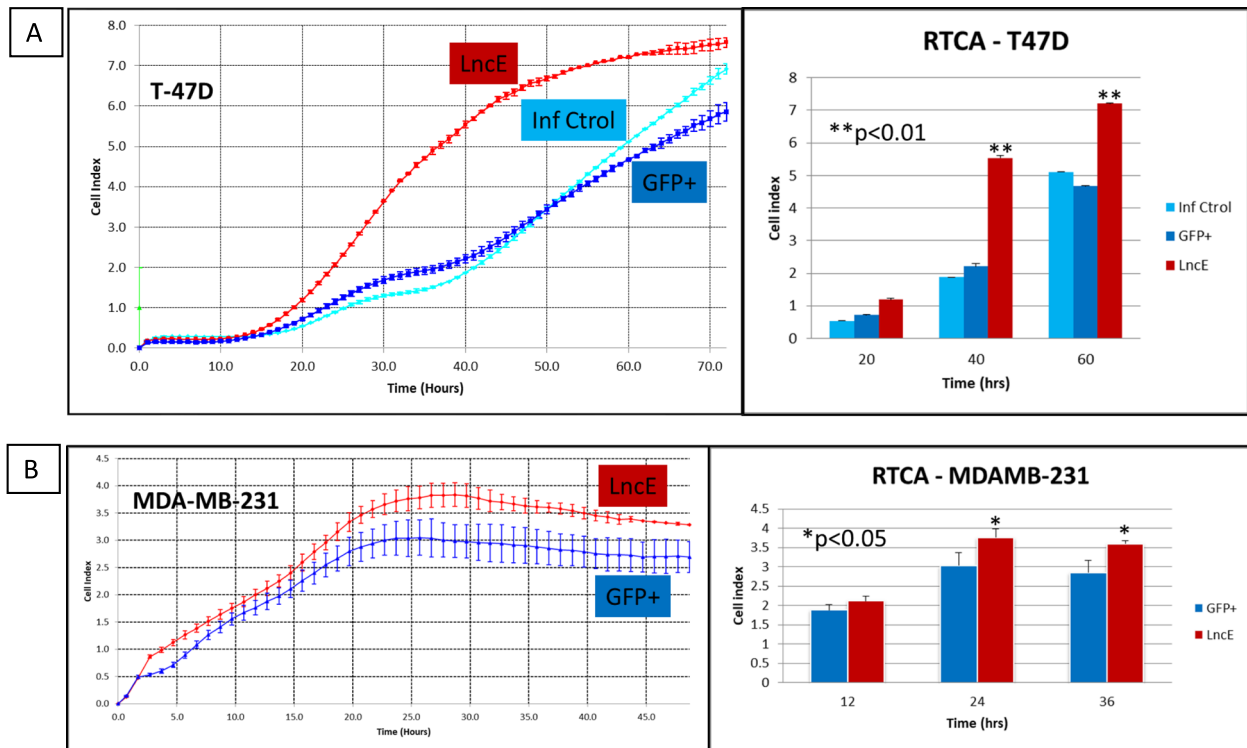 A
8.0
7.0
6.0
5.0
4.0
3.0
2.0
1.0
0.0
Cell Index
T-47D
LncE
Inf Ctrol
GFP+
0.0 10.0 20.0 30.0 40.0 50.0 60.0 70.0
Time (Hours)
RTCA - T47D
8
7
6
5
4
3
2
1
0
Cell index
**p<0.01
**
**
Inf Ctrol
GFP+
LncE
20 40 60
Time (hrs)
B
4.5
4.0
3.5
3.0
2.5
2.0
1.5
1.0
0.5
0.0
Cell Index
MDA-MB-231
LncE
GFP+
0.0 5.0 10.0 15.0 20.0 25.0 30.0 35.0 40.0 45.0
Time (Hours)
RTCA - MDAMB-231
4.5
4
3.5
3
2.5
2
1.5
1
0.5
0
Cell index
*p<0.05
*
*
GFP+
LncE
12 24 36
Time (hrs)